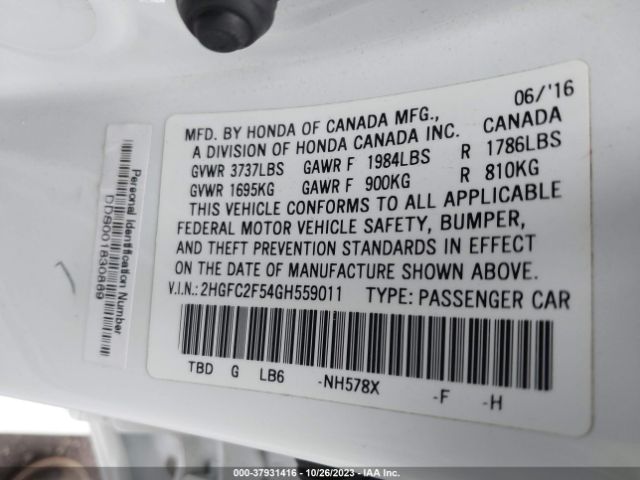 06/'16
MFD. BY HONDA OF CANADA MFG.,
A DIVISION OF HONDA CANADA INC. CANADA
GVWR 3737LBS GAWR F 1984LBS R 1786LBS
GVWR 1695KG GAWR F 900KG R 810KG
THIS VEHICLE CONFORMS TO ALL APPLICABLE
FEDERAL MOTOR VEHICLE SAFETY, BUMPER,
AND THEFT PREVENTION STANDARDS IN EFFECT
ON THE DATE OF MANUFACTURE SHOWN ABOVE.
V.I.N.: 2HGFC2F54GH559011 TYPE: PASSENGER CAR
TBD G LB6 -NH578X -F -H
Personal Identification Number
DDS001830869
000-37931416 - 10/26/2023 - IAA Inc.